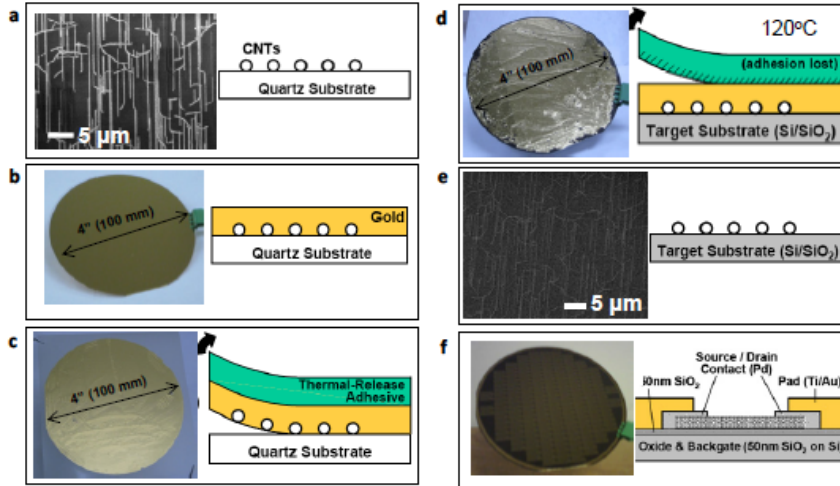 a
CNTs
Quartz Substrate
5 µm
b
4” (100 mm)
Gold
Quartz Substrate
c
4” (100 mm)
Thermal-Release
Adhesive
Quartz Substrate
d
4” (100 mm)
120ºC
(adhesion lost)
Target Substrate (Si/SiO₂)
e
5 µm
Target Substrate (Si/SiO₂)
f
Source / Drain
Contact (Pd)
50nm SiO₂
Pad (Ti/Au)
Oxide & Backgate (50nm SiO₂ on Si